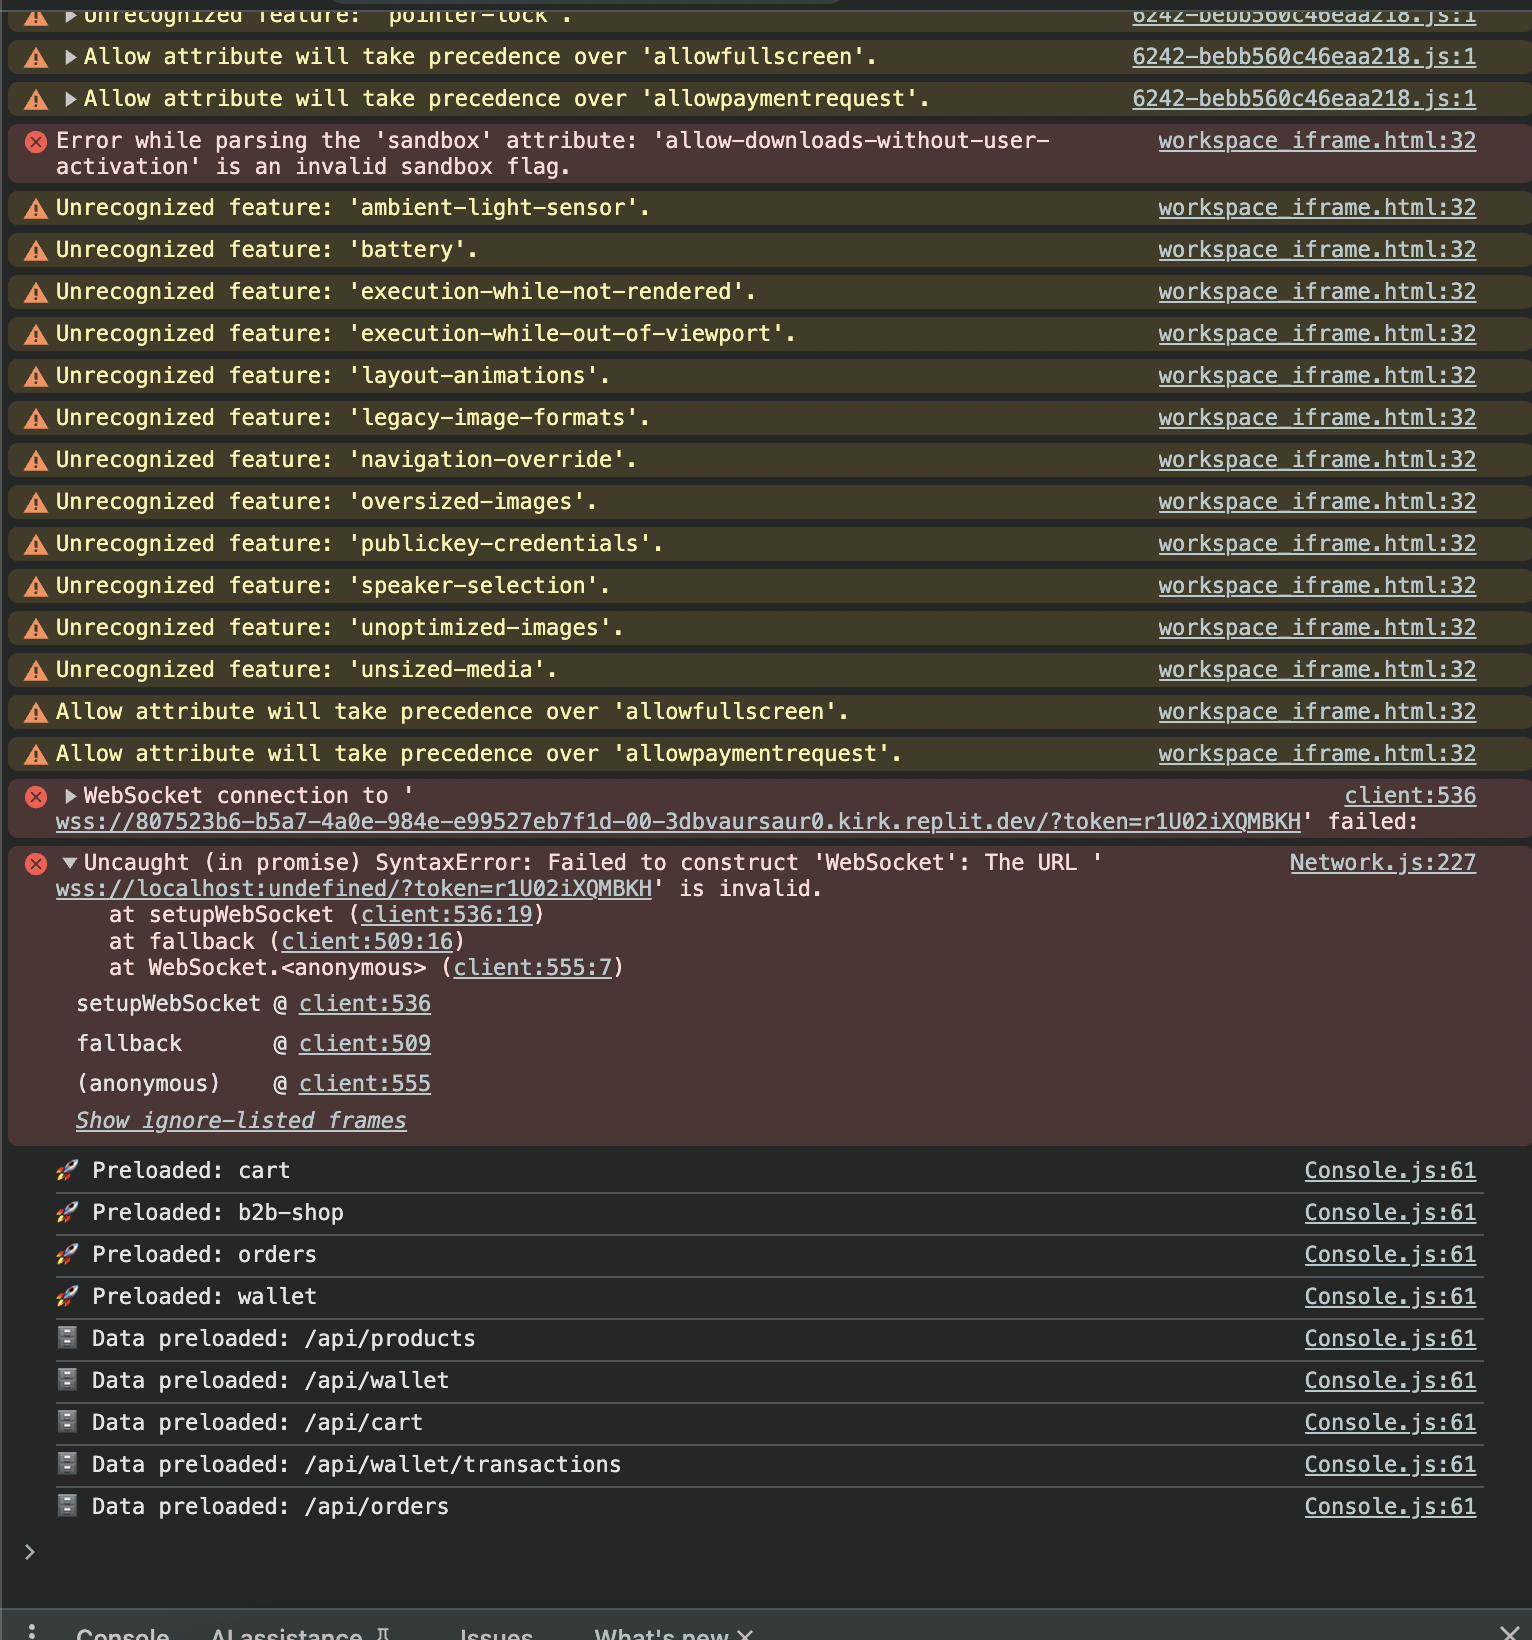 Unrecognized feature: 'pointer-lock'. 6242-bebb560c46eaa218.js:1
Allow attribute will take precedence over 'allowfullscreen'. 6242-bebb560c46eaa218.js:1
Allow attribute will take precedence over 'allowpaymentrequest'. 6242-bebb560c46eaa218.js:1
Error while parsing the 'sandbox' attribute: 'allow-downloads-without-user- workspace_iframe.html:32
activation' is an invalid sandbox flag.
Unrecognized feature: 'ambient-light-sensor'. workspace_iframe.html:32
Unrecognized feature: 'battery'. workspace_iframe.html:32
Unrecognized feature: 'execution-while-not-rendered'. workspace_iframe.html:32
Unrecognized feature: 'execution-while-out-of-viewport'. workspace_iframe.html:32
Unrecognized feature: 'layout-animations'. workspace_iframe.html:32
Unrecognized feature: 'legacy-image-formats'. workspace_iframe.html:32
Unrecognized feature: 'navigation-override'. workspace_iframe.html:32
Unrecognized feature: 'oversized-images'. workspace_iframe.html:32
Unrecognized feature: 'publickey-credentials'. workspace_iframe.html:32
Unrecognized feature: 'speaker-selection'. workspace_iframe.html:32
Unrecognized feature: 'unoptimized-images'. workspace_iframe.html:32
Unrecognized feature: 'unsized-media'. workspace_iframe.html:32
Allow attribute will take precedence over 'allowfullscreen'. workspace_iframe.html:32
Allow attribute will take precedence over 'allowpaymentrequest'. workspace_iframe.html:32
WebSocket connection to ' client:536
wss://807523b6-b5a7-4a0e-984e-e99527eb7f1d-00-3dbvaursaur0.kirk.replit.dev/?token=r1U02iXQMBKH' failed:
Uncaught (in promise) SyntaxError: Failed to construct 'WebSocket': The URL ' Network.js:227
wss://localhost:undefined/?token=r1U02iXQMBKH' is invalid.
at setupWebSocket (client:536:19)
at fallback (client:509:16)
at WebSocket.<anonymous> (client:555:7)
setupWebSocket @ client:536
fallback @ client:509
(anonymous) @ client:555
Show ignore-listed frames
🚀 Preloaded: cart Console.js:61
🚀 Preloaded: b2b-shop Console.js:61
🚀 Preloaded: orders Console.js:61
🚀 Preloaded: wallet Console.js:61
🗄️ Data preloaded: /api/products Console.js:61
🗄️ Data preloaded: /api/wallet Console.js:61
🗄️ Data preloaded: /api/cart Console.js:61
🗄️ Data preloaded: /api/wallet/transactions Console.js:61
🗄️ Data preloaded: /api/orders Console.js:61
Console AI assistance Issues What's new